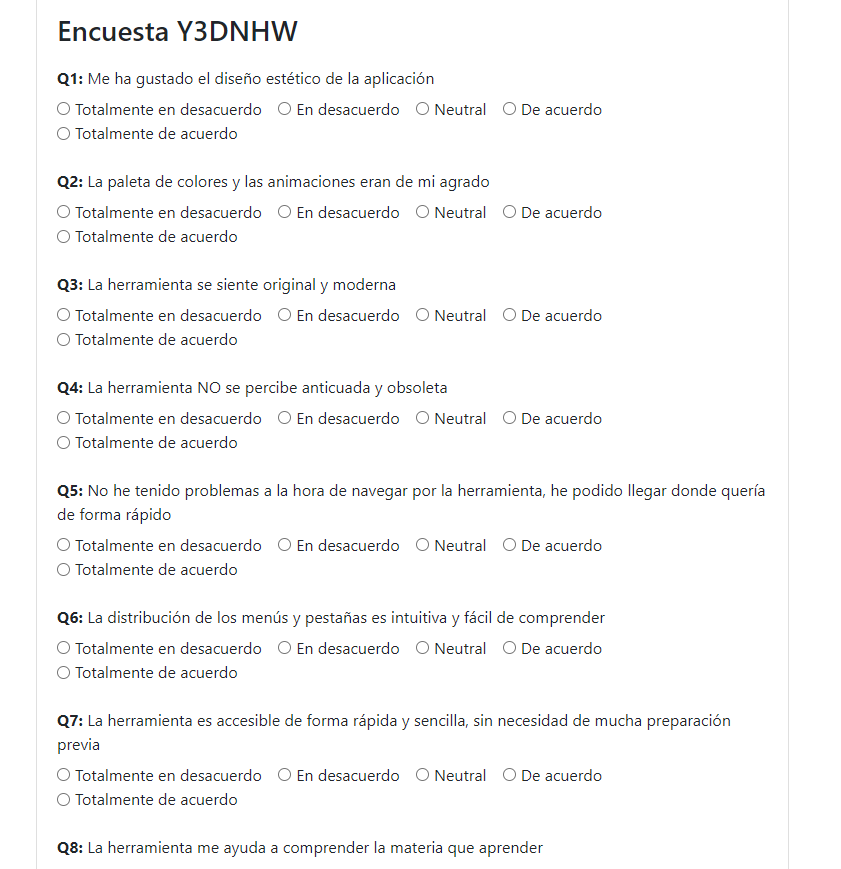 Encuesta Y3DNHW
Q1: Me ha gustado el diseño estético de la aplicación
Totalmente en desacuerdo En desacuerdo Neutral De acuerdo
Totalmente de acuerdo
Q2: La paleta de colores y las animaciones eran de mi agrado
Totalmente en desacuerdo En desacuerdo Neutral De acuerdo
Totalmente de acuerdo
Q3: La herramienta se siente original y moderna
Totalmente en desacuerdo En desacuerdo Neutral De acuerdo
Totalmente de acuerdo
Q4: La herramienta NO se percibe anticuada y obsoleta
Totalmente en desacuerdo En desacuerdo Neutral De acuerdo
Totalmente de acuerdo
Q5: No he tenido problemas a la hora de navegar por la herramienta, he podido llegar donde quería
de forma rápido
Totalmente en desacuerdo En desacuerdo Neutral De acuerdo
Totalmente de acuerdo
Q6: La distribución de los menús y pestañas es intuitiva y fácil de comprender
Totalmente en desacuerdo En desacuerdo Neutral De acuerdo
Totalmente de acuerdo
Q7: La herramienta es accesible de forma rápida y sencilla, sin necesidad de mucha preparación
previa
Totalmente en desacuerdo En desacuerdo Neutral De acuerdo
Totalmente de acuerdo
Q8: La herramienta me ayuda a comprender la materia que aprender